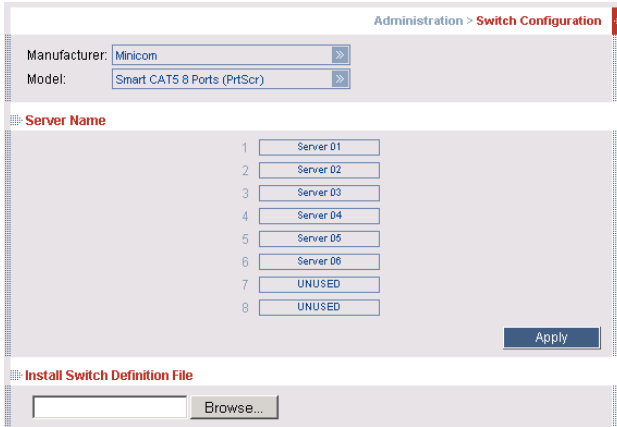 Administration > Switch Configuration
Manufacturer: Minicom
Model: Smart CAT5 8 Ports (PrtScr)
Server Name
1 Server 01
2 Server 02
3 Server 03
4 Server 04
5 Server 05
6 Server 06
7 UNUSED
8 UNUSED
Apply
Install Switch Definition File
Browse...